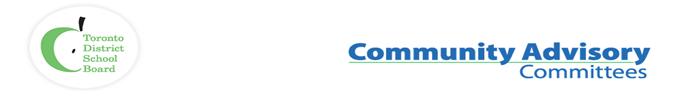 Toronto
District
School
Board
Community Advisory
Committees